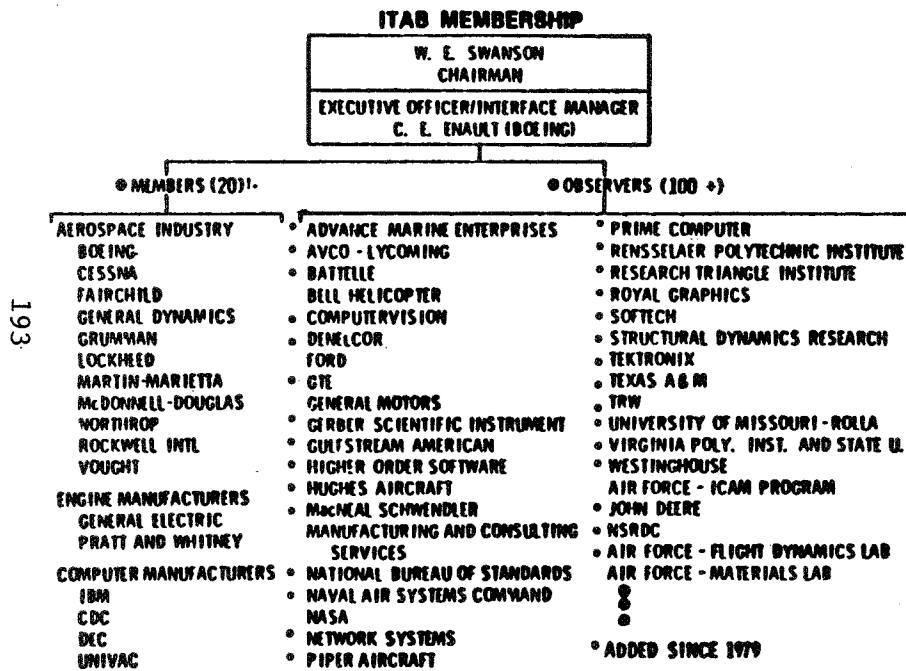 ITAB MEMBERSHIP
W. E. SWANSON
CHAIRMAN
EXECUTIVE OFFICER/INTERFACE MANAGER
C. E. ENAULT (BOEING)
• MEMBERS (20)
• OBSERVERS (100 +)
AEROSPACE INDUSTRY
BOEING
CESSNA
FAIRCHILD
GENERAL DYNAMICS
GRUMMAN
LOCKHEED
MARTIN-MARIETTA
McDONNELL-DOUGLAS
NORTHROP
ROCKWELL INTL
VOUGHT
ENGINE MANUFACTURERS
GENERAL ELECTRIC
PRATT AND WHITNEY
COMPUTER MANUFACTURERS
IBM
CDC
DEC
UNIVAC
• ADVANCE MARINE ENTERPRISES
• AVCO - LYCOMING
• BATTELLE
BELL HELICOPTER
• COMPUTERVISION
• DENELCOR
FORD
• GTE
GENERAL MOTORS
• GERBER SCIENTIFIC INSTRUMENT
• GULFSTREAM AMERICAN
• HIGHER ORDER SOFTWARE
• HUGHES AIRCRAFT
• MacNEAL SCHWENDLER
MANUFACTURING AND CONSULTING
SERVICES
• NATIONAL BUREAU OF STANDARDS
• NAVAL AIR SYSTEMS COMMAND
NASA
• NETWORK SYSTEMS
• PIPER AIRCRAFT
• PRIME COMPUTER
• RENSSELAER POLYTECHNIC INSTITUTE
• RESEARCH TRIANGLE INSTITUTE
• ROYAL GRAPHICS
• SOFTECH
• STRUCTURAL DYNAMICS RESEARCH
• TEKTRONIX
• TEXAS A & M
• TRW
• UNIVERSITY OF MISSOURI - ROLLA
• VIRGINIA POLY. INST. AND STATE U.
• WESTINGHOUSE
AIR FORCE - ICAM PROGRAM
• JOHN DEERE
• NSRDC
• AIR FORCE - FLIGHT DYNAMICS LAB
AIR FORCE - MATERIALS LAB
• ADDED SINCE 1979
193